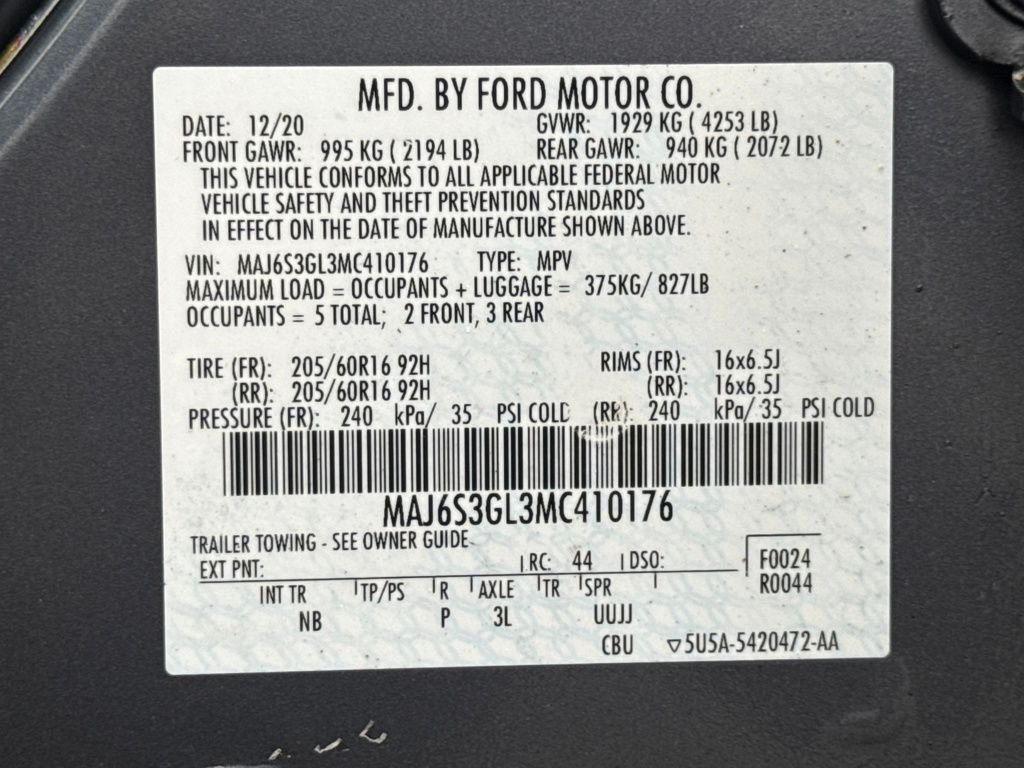 MFD. BY FORD MOTOR CO.
DATE: 12/20 GVWR: 1929 KG ( 4253 LB)
FRONT GAWR: 995 KG ( 2194 LB) REAR GAWR: 940 KG ( 2072 LB)
THIS VEHICLE CONFORMS TO ALL APPLICABLE FEDERAL MOTOR
VEHICLE SAFETY AND THEFT PREVENTION STANDARDS
IN EFFECT ON THE DATE OF MANUFACTURE SHOWN ABOVE.
VIN: MAJ6S3GL3MC410176 TYPE: MPV
MAXIMUM LOAD = OCCUPANTS + LUGGAGE = 375KG/ 827LB
OCCUPANTS = 5 TOTAL; 2 FRONT, 3 REAR
TIRE (FR): 205/60R16 92H RIMS (FR): 16x6.5J
(RR): 205/60R16 92H (RR): 16x6.5J
PRESSURE (FR): 240 kPa/ 35 PSI COLD (RR): 240 kPa/ 35 PSI COLD
MAJ6S3GL3MC410176
TRAILER TOWING - SEE OWNER GUIDE
EXT PNT: RC: 44 DSO: F0024
R0044
INT TR TP/PS R AXLE TR SPR
NB P 3L UUJJ
CBU ▽5U5A-5420472-AA